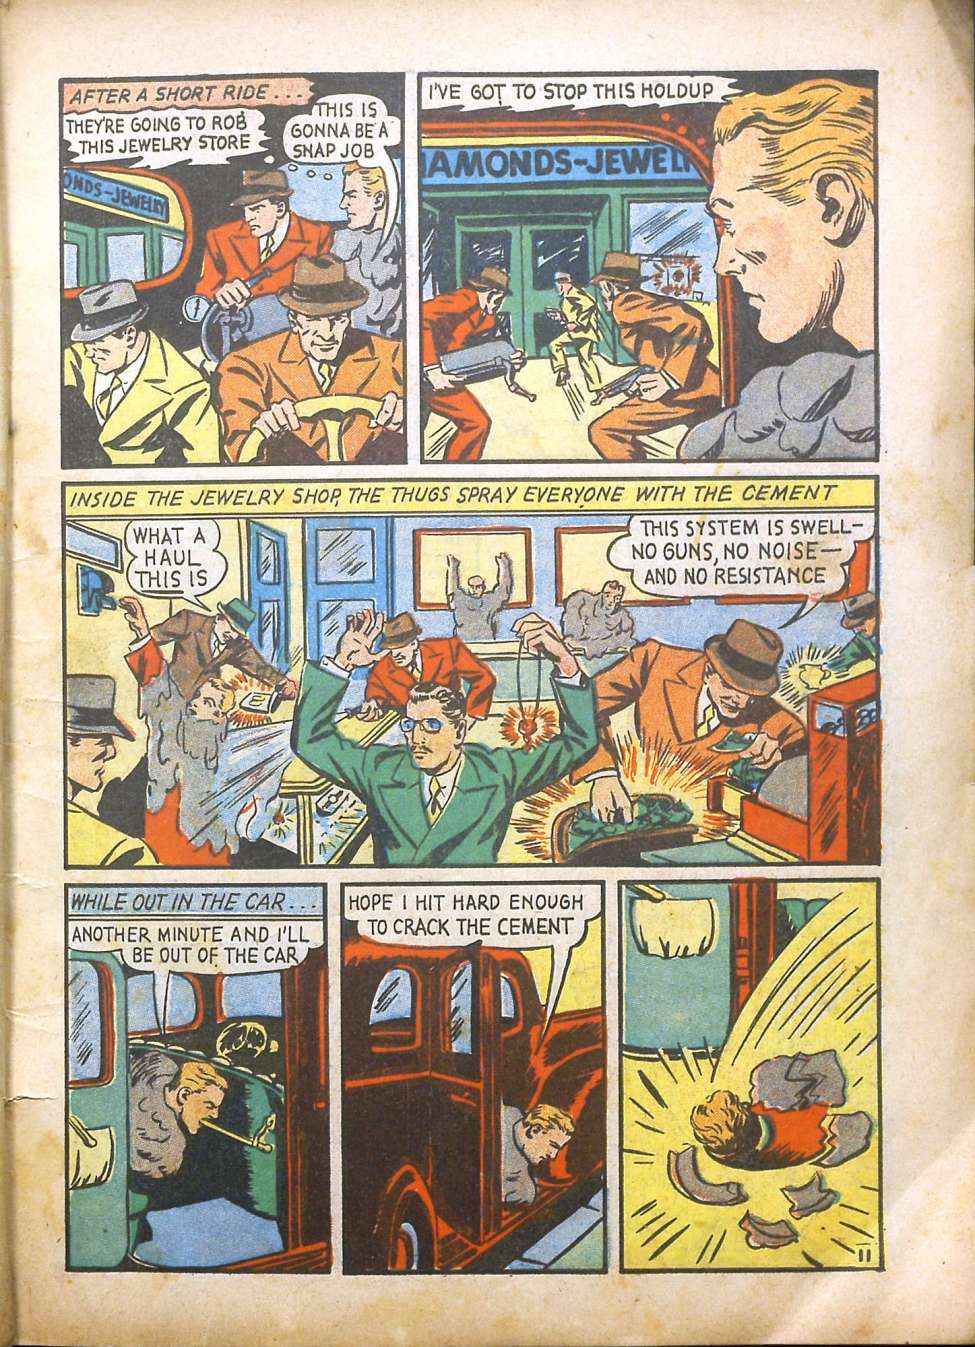 AFTER A SHORT RIDE...
THEY'RE GOING TO ROB
THIS JEWELRY STORE
THIS IS
GONNA BE A
SNAP JOB
ONDS-JEWELRY
I'VE GOT TO STOP THIS HOLDUP
AMONDS-JEWEL
INSIDE THE JEWELRY SHOP, THE THUGS SPRAY EVERYONE WITH THE CEMENT
WHAT A
HAUL
THIS IS
THIS SYSTEM IS SWELL-
NO GUNS, NO NOISE—
AND NO RESISTANCE
WHILE OUT IN THE CAR...
ANOTHER MINUTE AND I'LL
BE OUT OF THE CAR
HOPE I HIT HARD ENOUGH
TO CRACK THE CEMENT
11